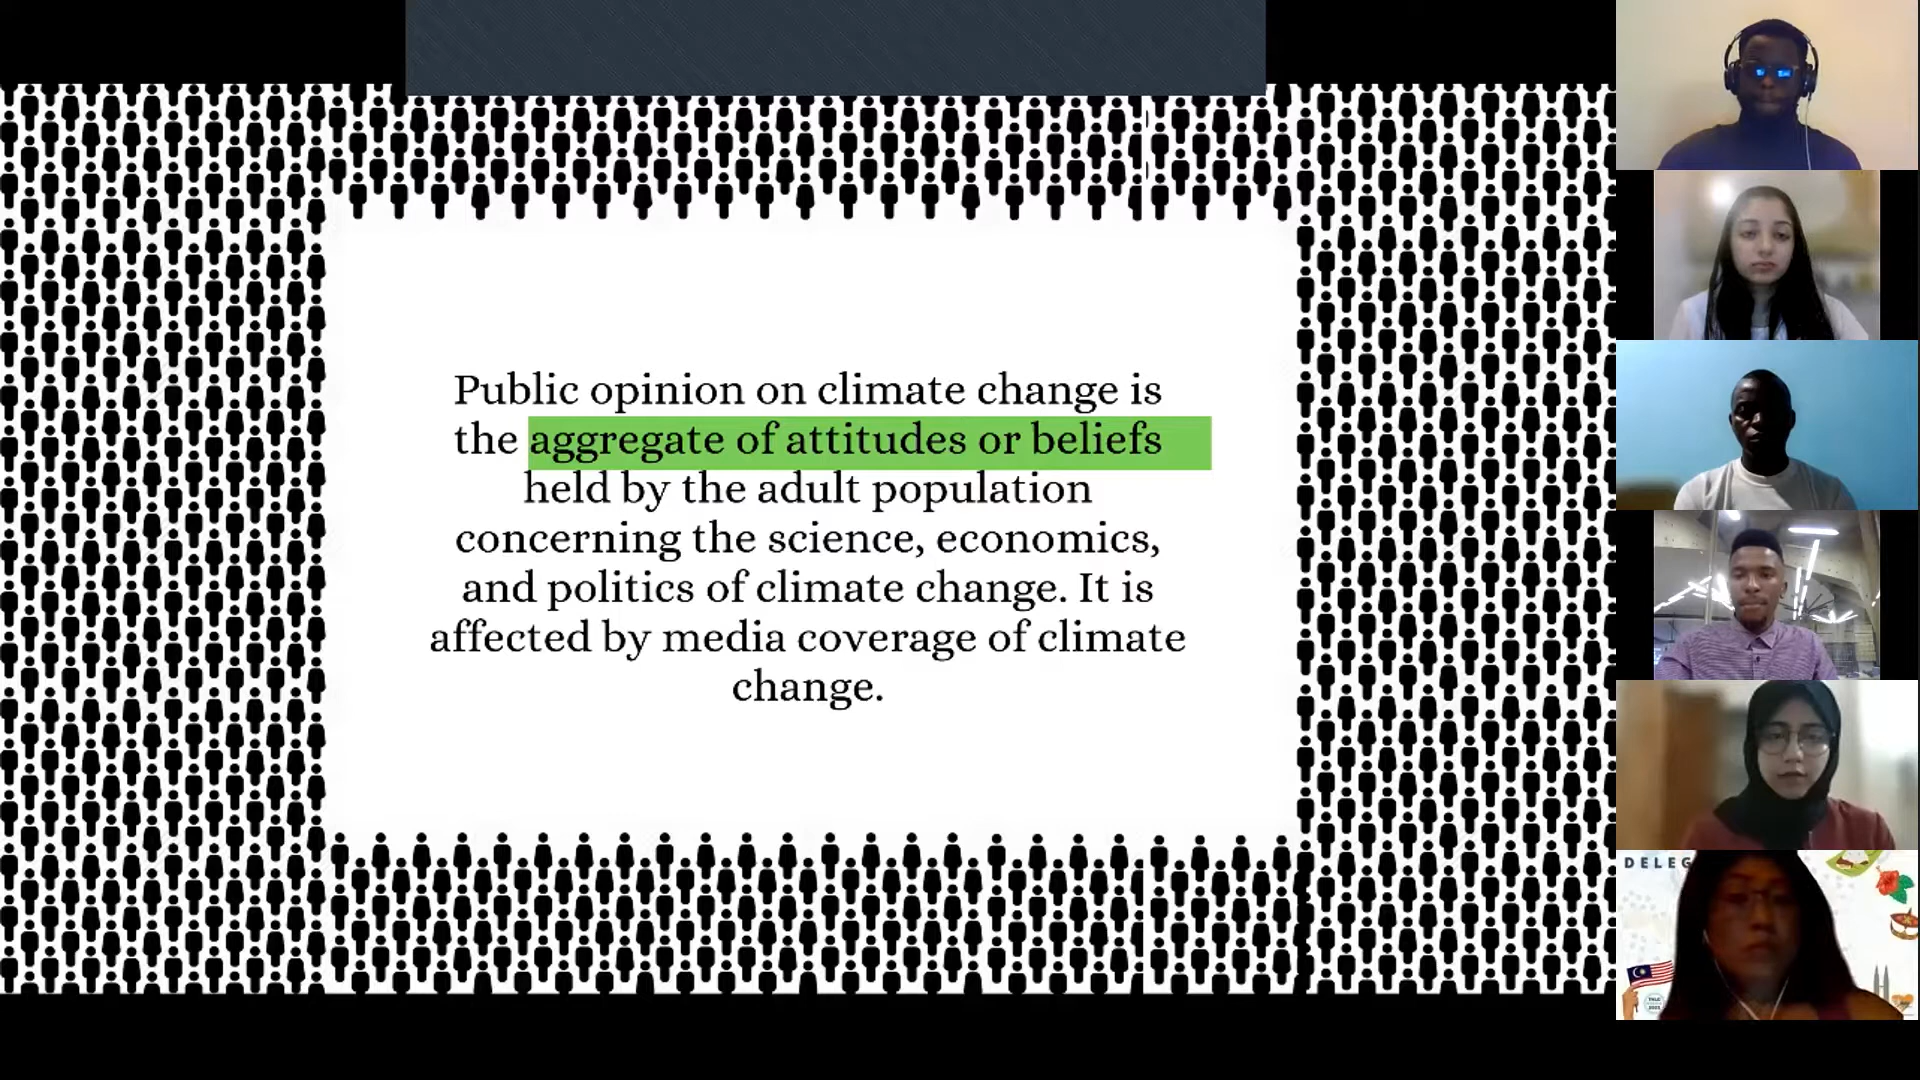 Public opinion on climate change is
the aggregate of attitudes or beliefs
held by the adult population
concerning the science, economics,
and politics of climate change. It is
affected by media coverage of climate
change.
DELEG